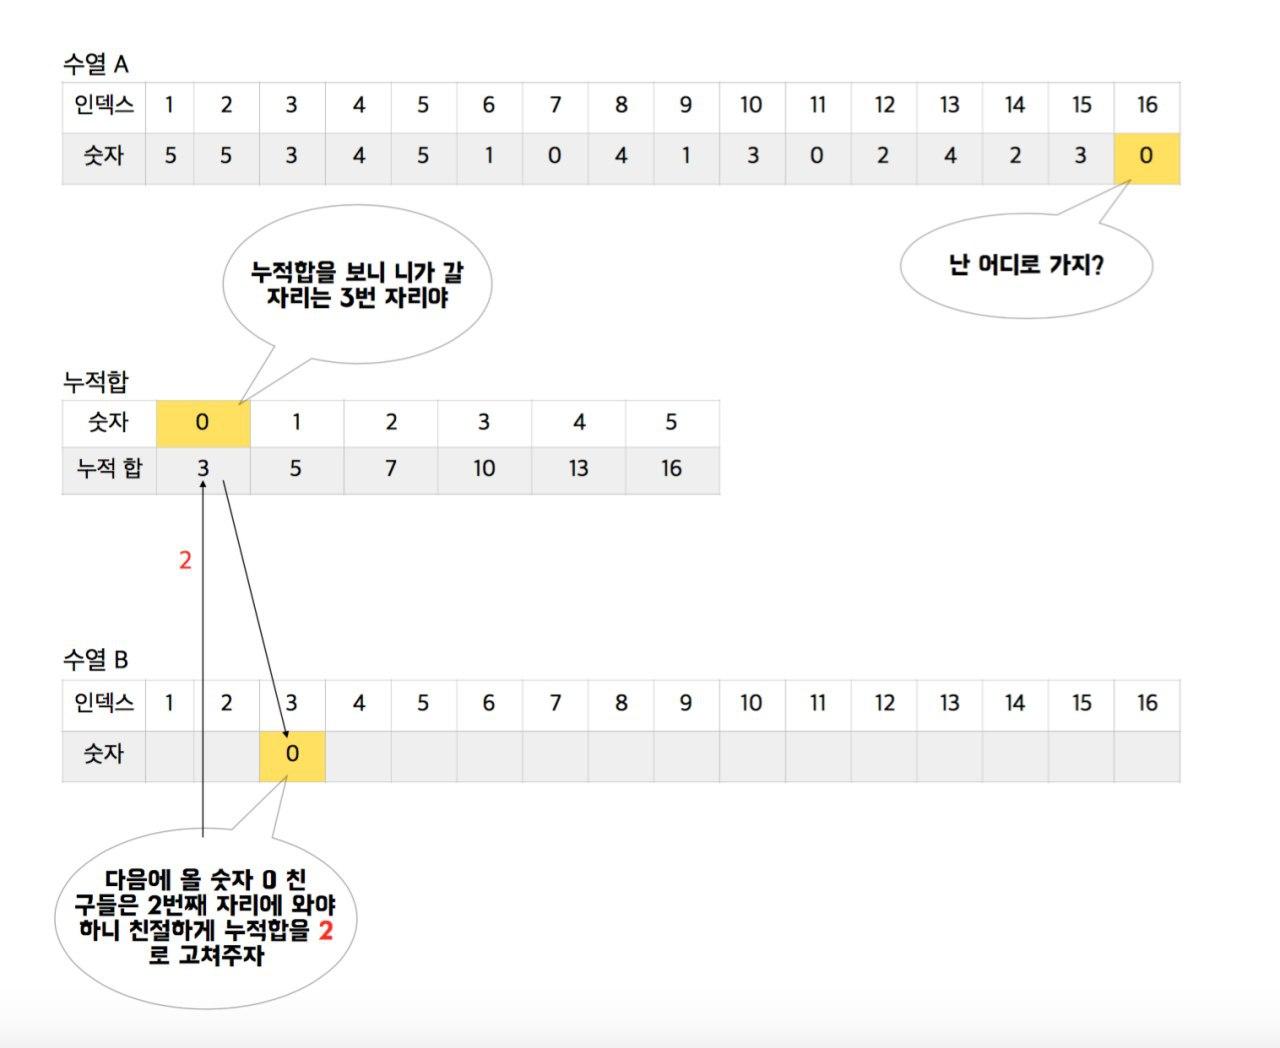 수열 A
인덱스 1 2 3 4 5 6 7 8 9 10 11 12 13 14 15 16
숫자 5 5 3 4 5 1 0 4 1 3 0 2 4 2 3 0
누적합을 보니 니가 갈
자리는 3번 자리야
난 어디로 가지?
누적합
숫자 0 1 2 3 4 5
누적 합 3 5 7 10 13 16
2
수열 B
인덱스 1 2 3 4 5 6 7 8 9 10 11 12 13 14 15 16
숫자 0
다음에 올 숫자 0 친
구들은 2번째 자리에 와야
하니 친절하게 누적합을 2
로 고쳐주자